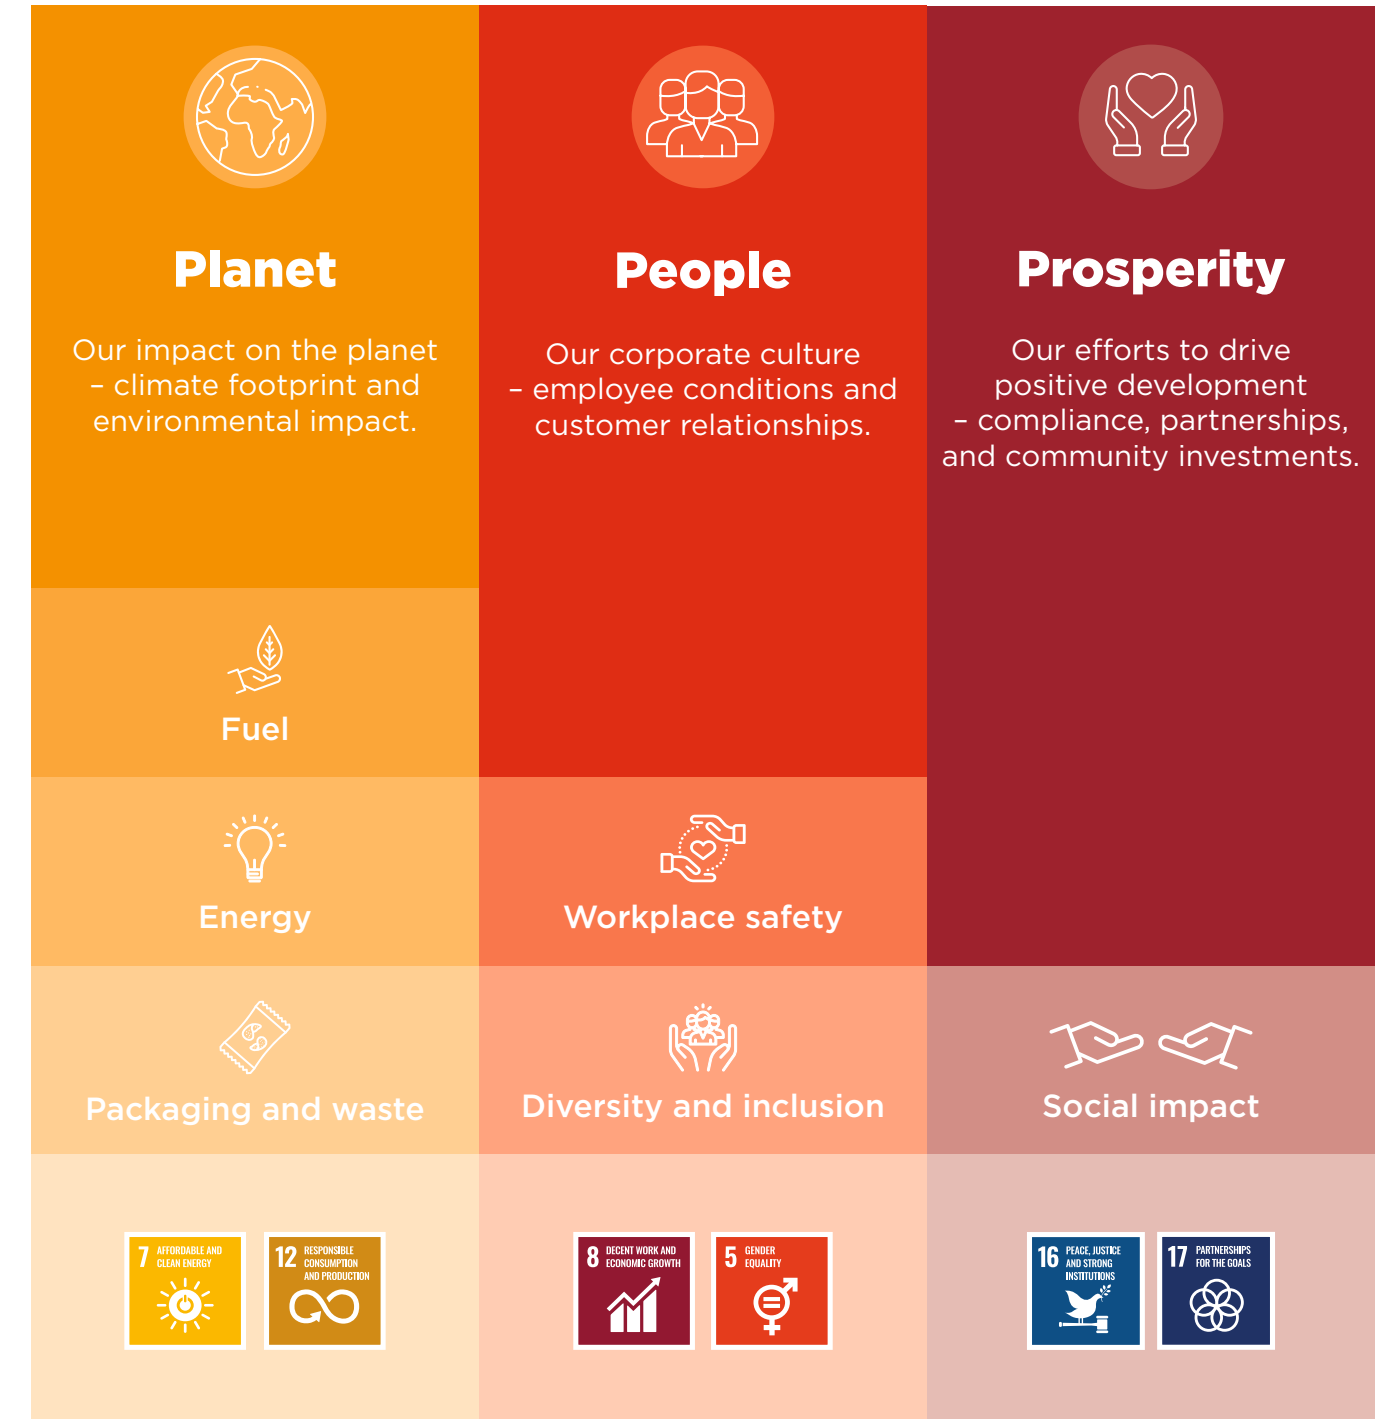 Planet
Our impact on the planet
– climate footprint and
environmental impact.
Fuel
Energy
Packaging and waste
7 AFFORDABLE AND
CLEAN ENERGY
12 RESPONSIBLE
CONSUMPTION
AND PRODUCTION
People
Our corporate culture
– employee conditions and
customer relationships.
Workplace safety
Diversity and inclusion
8 DECENT WORK AND
ECONOMIC GROWTH
5 GENDER
EQUALITY
Prosperity
Our efforts to drive
positive development
– compliance, partnerships,
and community investments.
Social impact
16 PEACE, JUSTICE
AND STRONG
INSTITUTIONS
17 PARTNERSHIPS
FOR THE GOALS